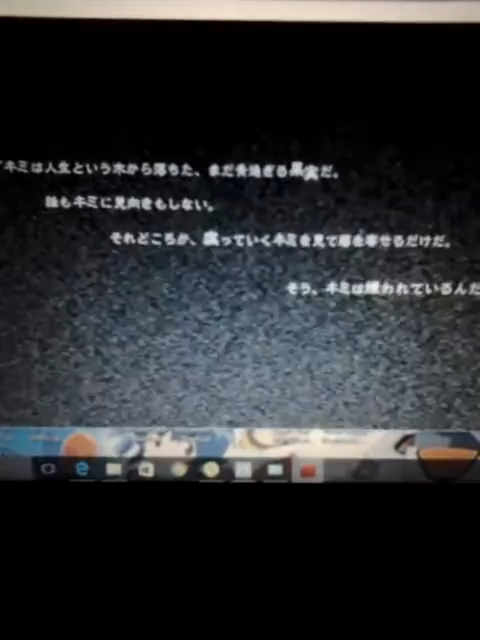 「キミは人生という木から落ちた、まだ青過ぎる果実だ。
誰もキミに見向きもしない。
それどころか、腐っていくキミを見て眉を寄せるだけだ。
そう、キミは嫌われているんだ